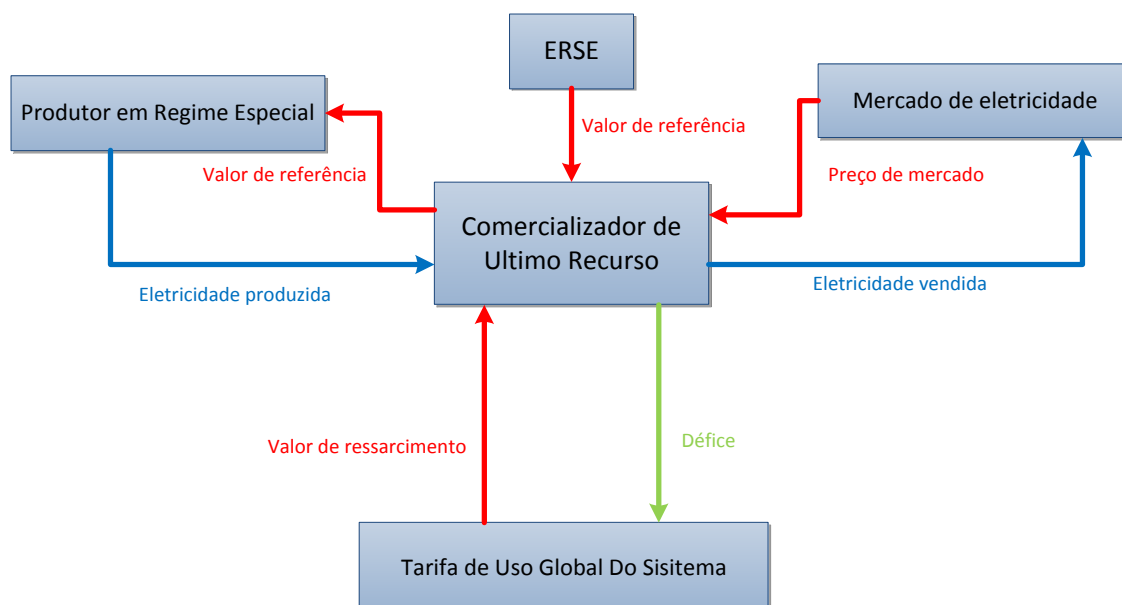 ERSE
Produtor em Regime Especial
Mercado de eletricidade
Valor de referência
Valor de referência
Preço de mercado
Comercializador de
Ultimo Recurso
Eletricidade produzida
Eletricidade vendida
Valor de ressarcimento
Défice
Tarifa de Uso Global Do Sisitema